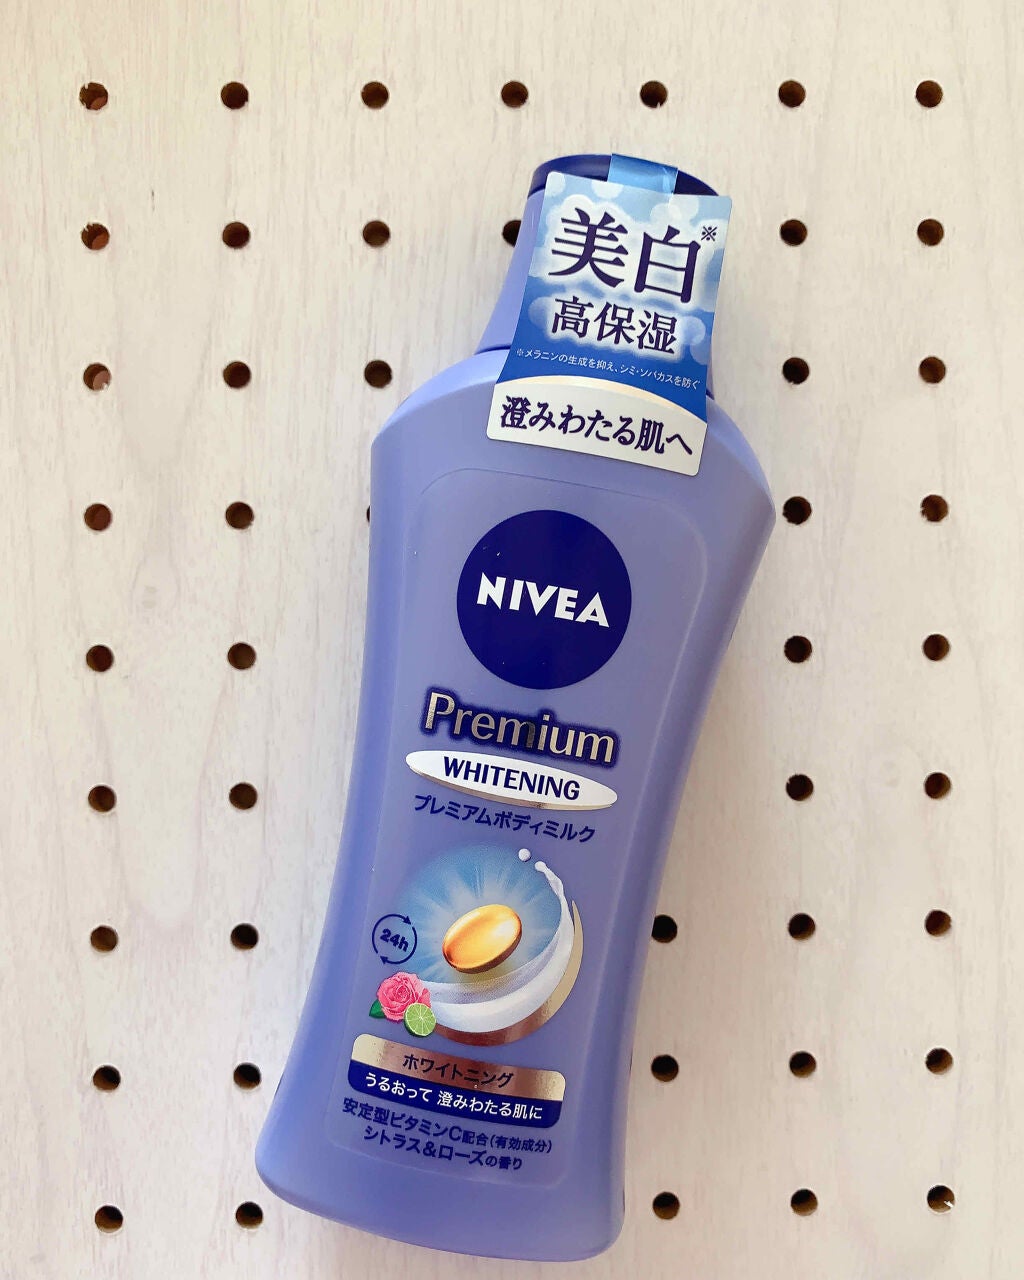 美白※
高保湿
※メラニンの生成を抑え、シミ・ソバカスを防ぐ
澄みわたる肌へ
NIVEA
Premium
WHITENING
プレミアムボディミルク
24h
ホワイトニング
うるおって 澄みわたる肌に
安定型ビタミンC配合(有効成分)
シトラス&ローズの香り